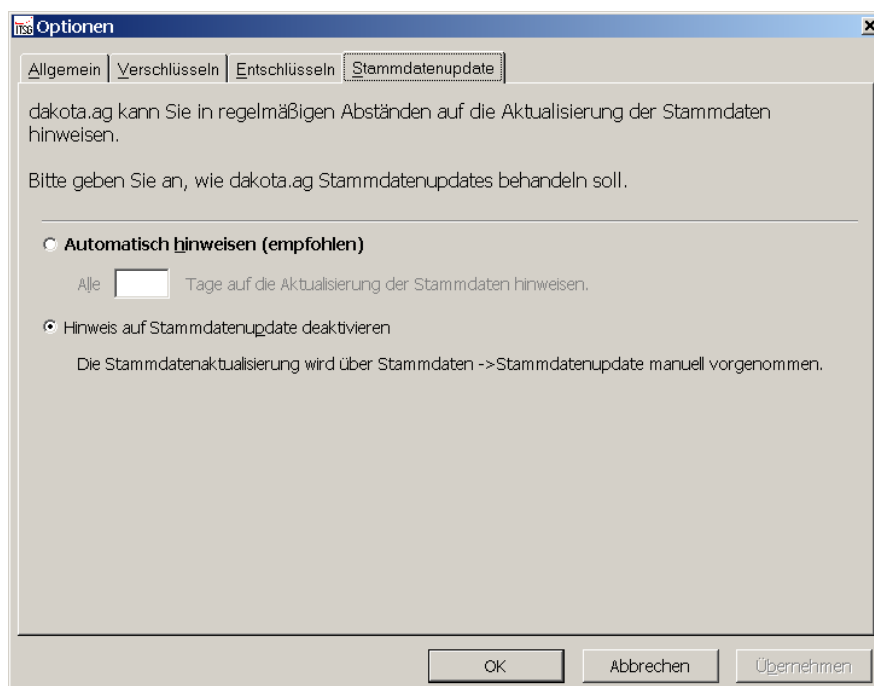 ITSG Optionen
Allgemein Verschlüsseln Entschlüsseln Stammdatenupdate
dakota.ag kann Sie in regelmäßigen Abständen auf die Aktualisierung der Stammdaten
hinweisen.
Bitte geben Sie an, wie dakota.ag Stammdatenupdates behandeln soll.
Automatisch hinweisen (empfohlen)
Alle Tage auf die Aktualisierung der Stammdaten hinweisen.
Hinweis auf Stammdatenupdate deaktivieren
Die Stammdatenaktualisierung wird über Stammdaten ->Stammdatenupdate manuell vorgenommen.
OK Abbrechen Übernehmen